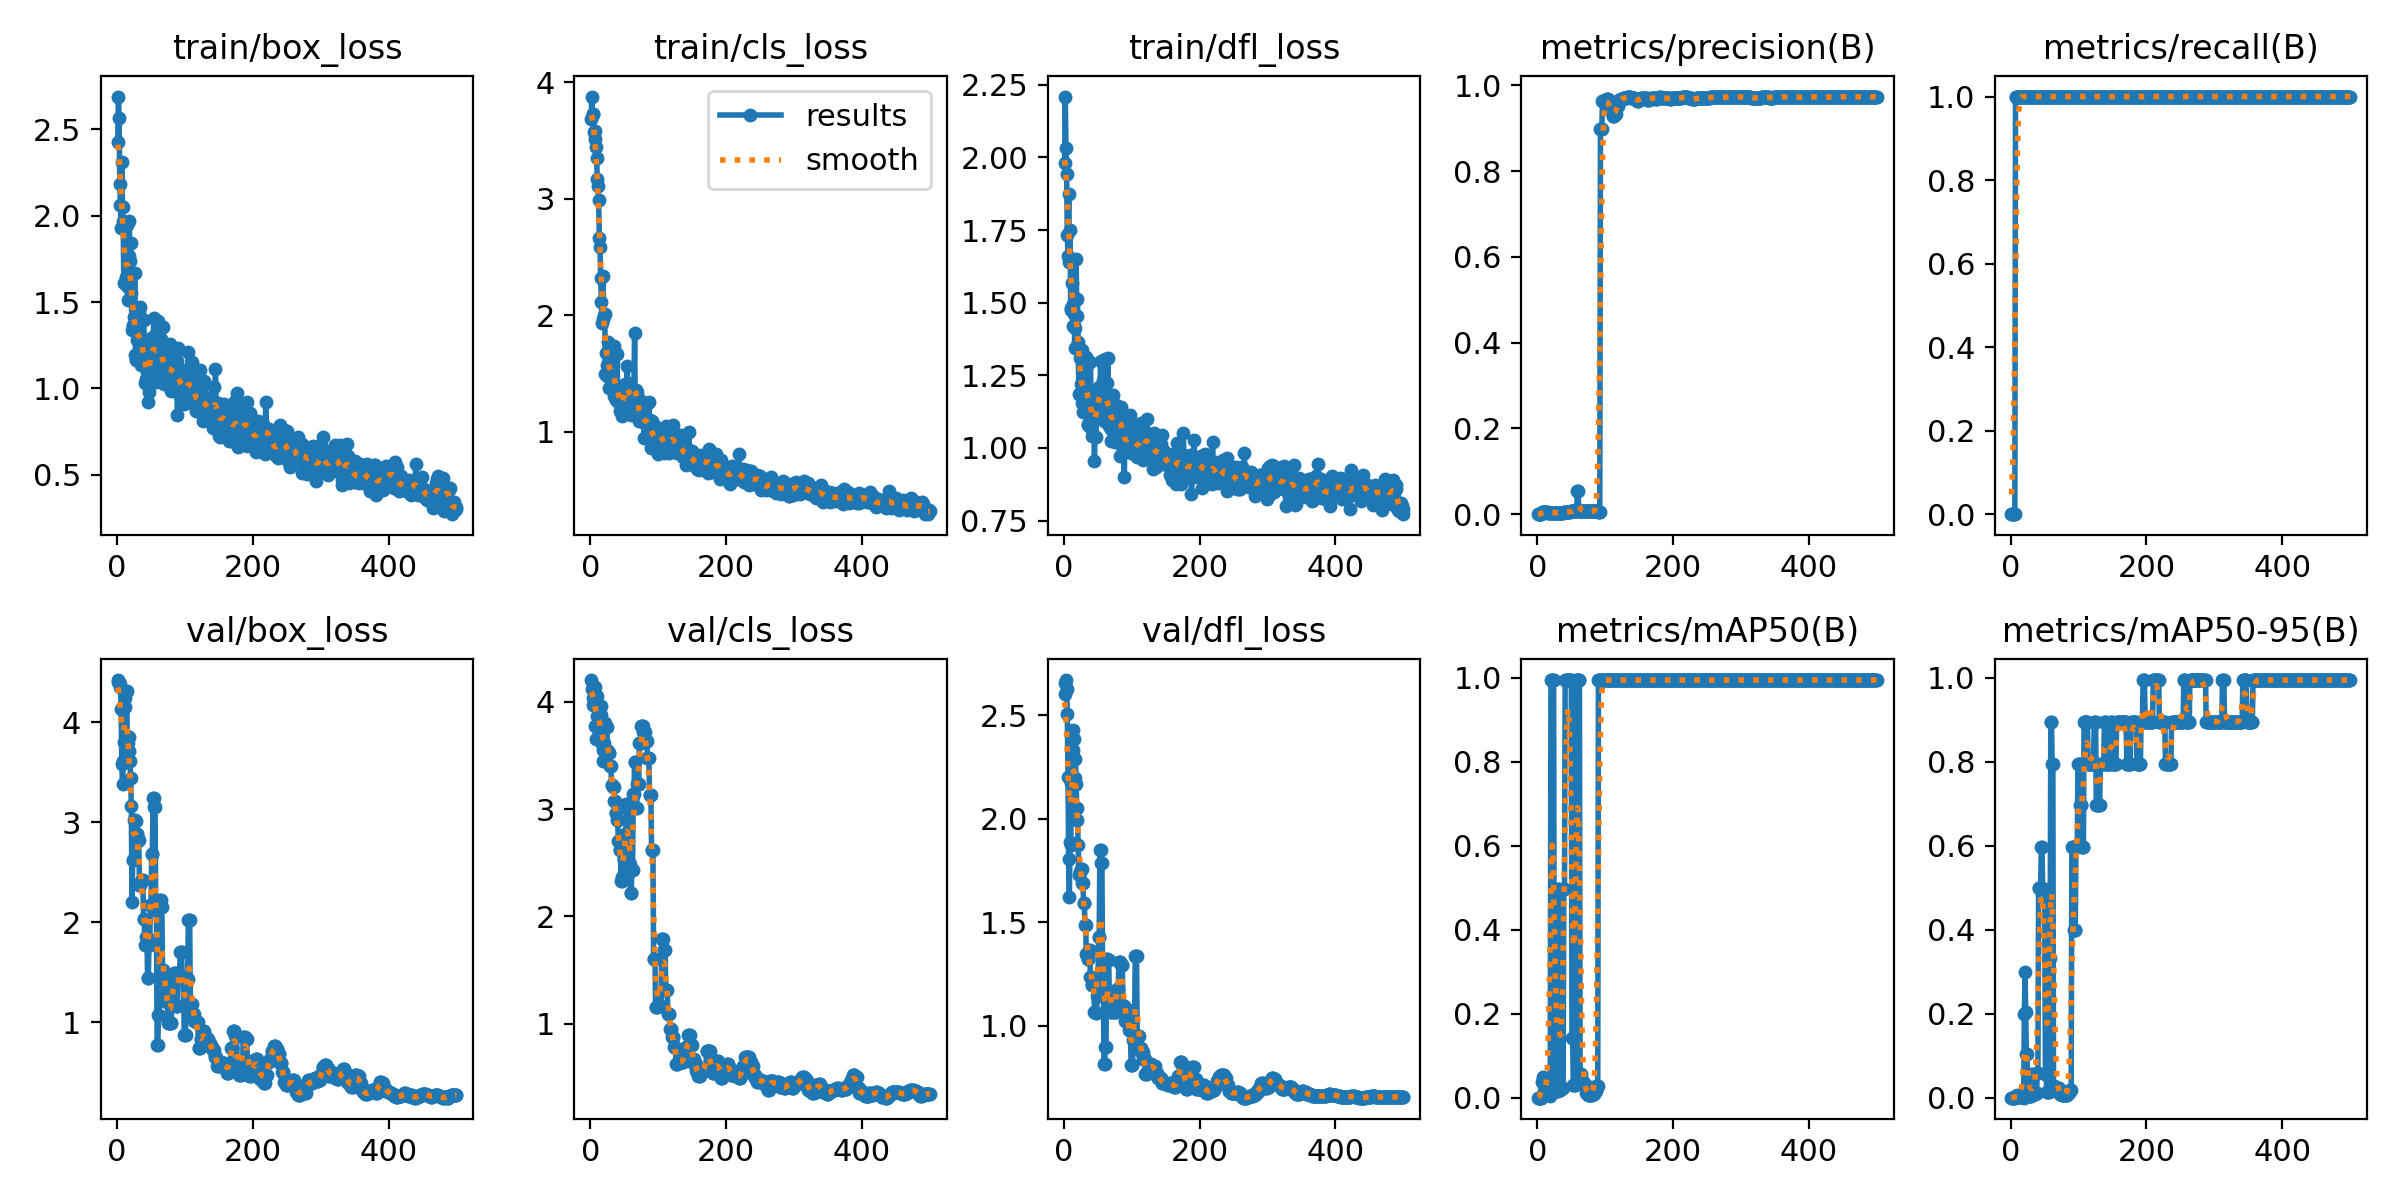 train/box_loss
2.5
2.0
1.5
1.0
0.5
0 200 400
train/cls_loss
results
smooth
4
3
2
1
0 200 400
train/dfl_loss
2.25
2.00
1.75
1.50
1.25
1.00
0.75
0 200 400
metrics/precision(B)
1.0
0.8
0.6
0.4
0.2
0.0
0 200 400
metrics/recall(B)
1.0
0.8
0.6
0.4
0.2
0.0
0 200 400
val/box_loss
4
3
2
1
0 200 400
val/cls_loss
4
3
2
1
0 200 400
val/dfl_loss
2.5
2.0
1.5
1.0
0 200 400
metrics/mAP50(B)
1.0
0.8
0.6
0.4
0.2
0.0
0 200 400
metrics/mAP50-95(B)
1.0
0.8
0.6
0.4
0.2
0.0
0 200 400